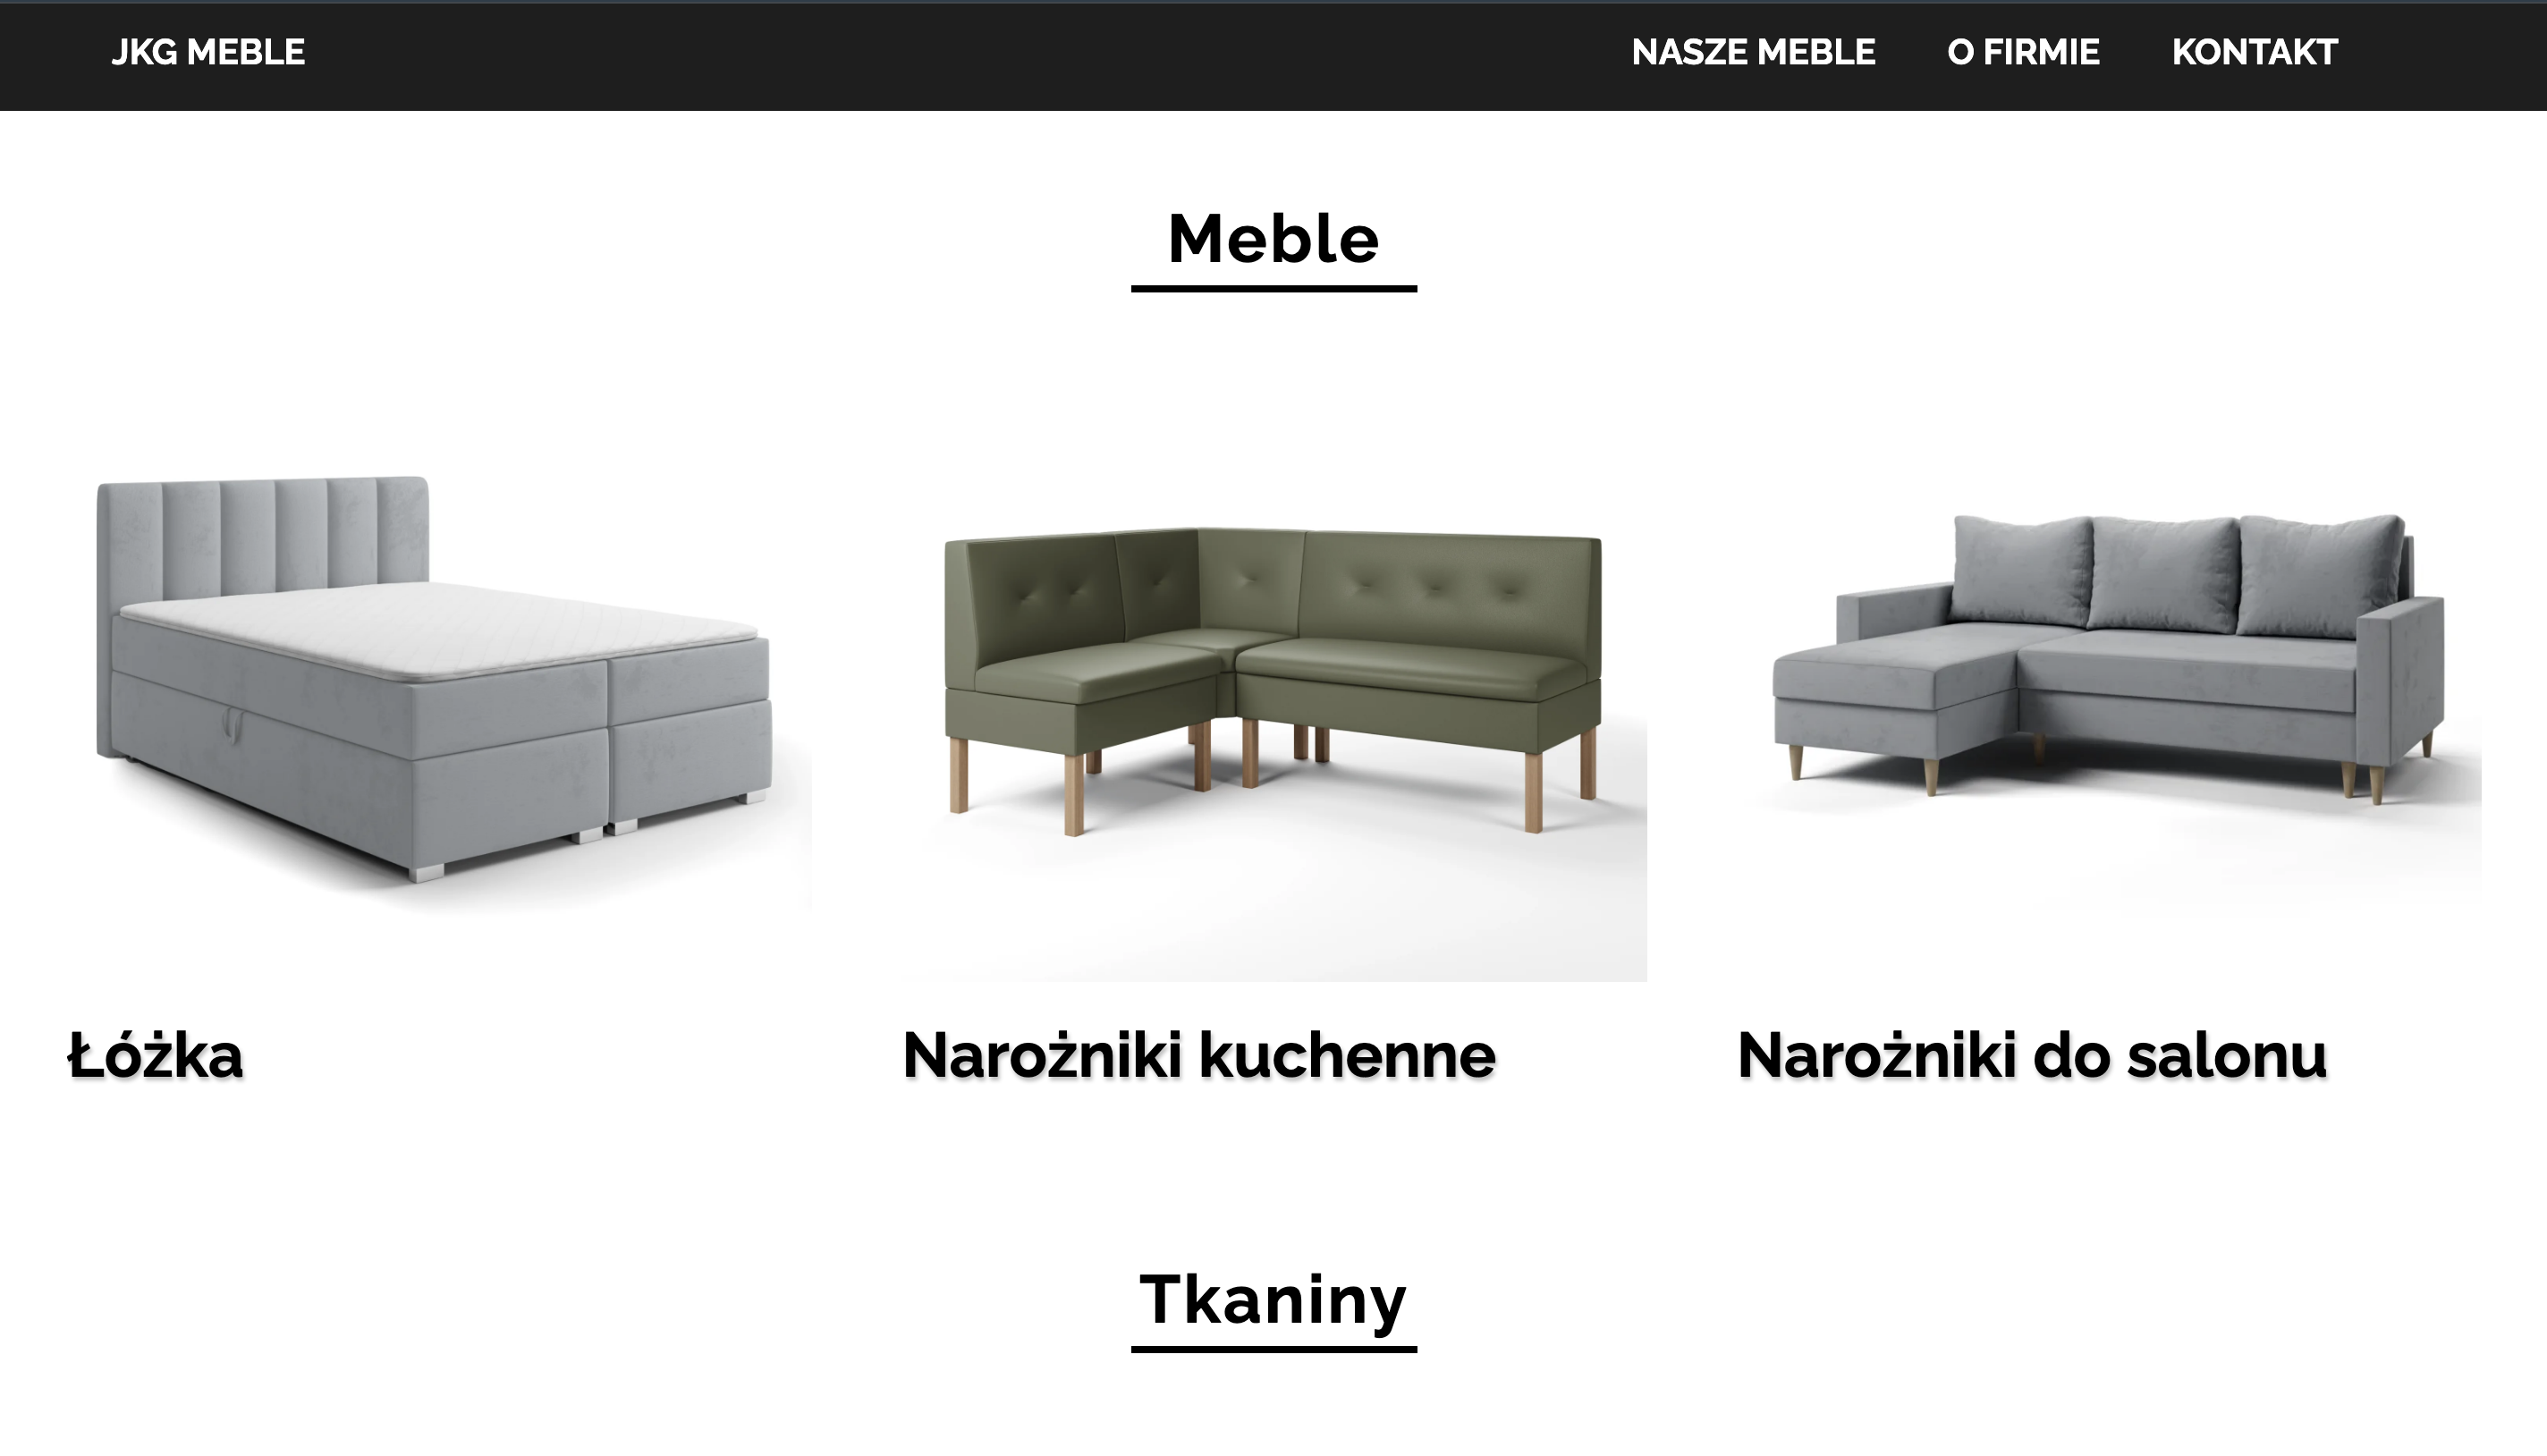 JKG MEBLE
NASZE MEBLE
O FIRMIE
KONTAKT
Meble
Łóżka
Narożniki kuchenne
Narożniki do salonu
Tkaniny